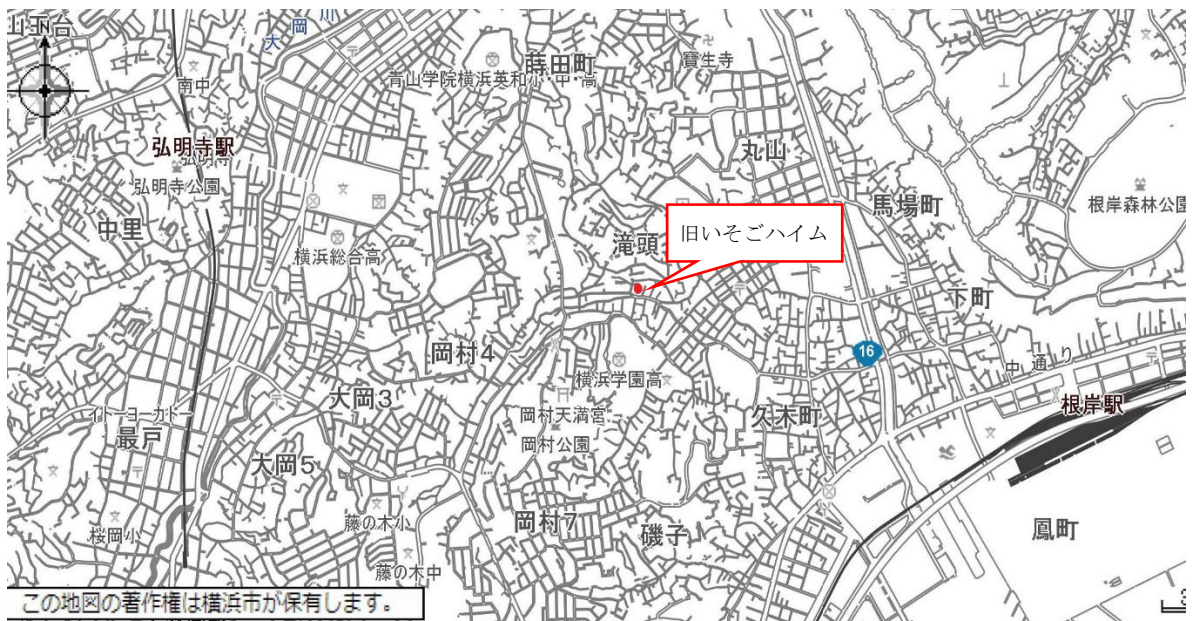 山王台
大岡川
蒔田町
寶生寺
青山学院横浜英和小・中・高
南中
弘明寺駅
弘明寺
弘明寺公園
丸山
馬場町
根岸森林公園
中里
滝頭
旧いそごハイム
横浜総合高
下町
16
岡村4
中通り
横浜学園高
大岡3
根岸駅
イトーヨーカドー
岡村天満宮
久木町
最戸
岡村公園
大岡5
藤の木小
岡村7
桜岡小
磯子
鳳町
藤の木中
この地図の著作権は横浜市が保有します。